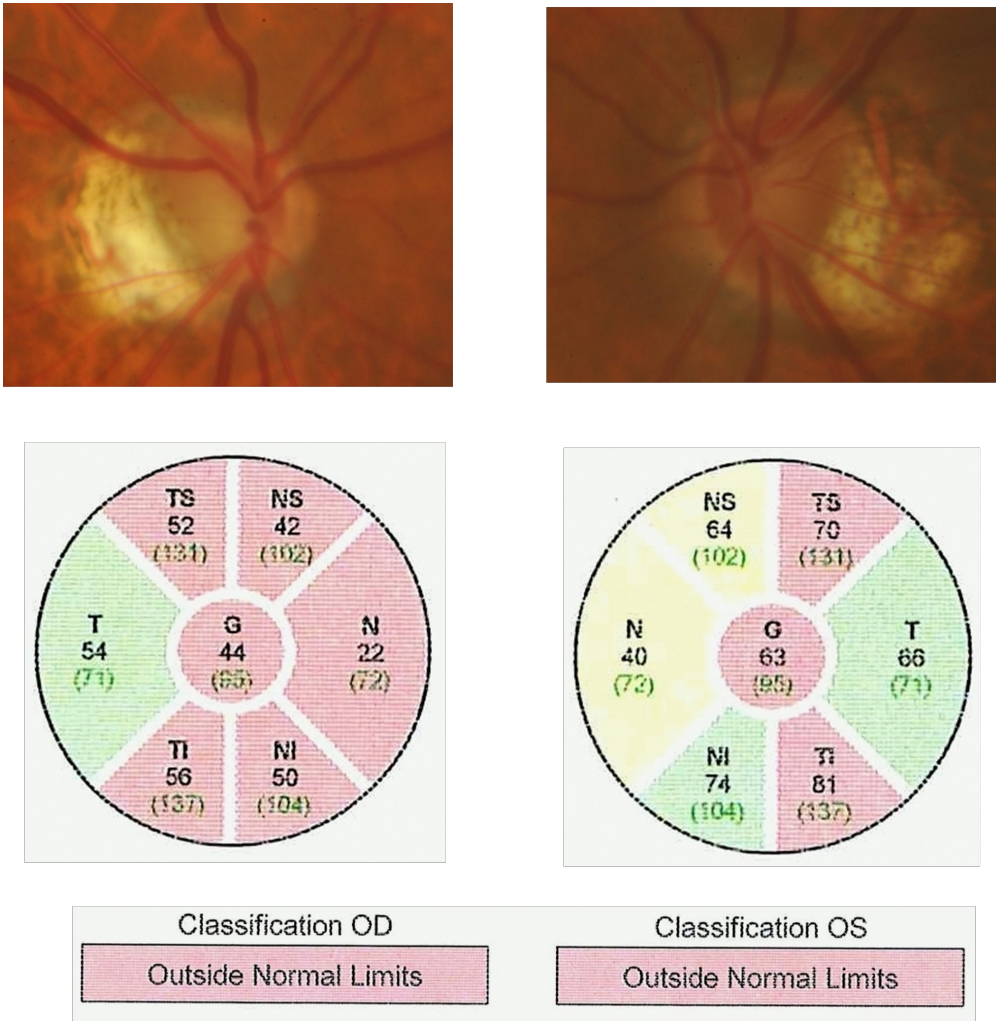 TS
52
(131)
NS
42
(102)
T
54
(71)
G
44
(95)
N
22
(72)
TI
56
(137)
NI
50
(104)
NS
64
(102)
TS
70
(131)
N
40
(72)
G
63
(95)
T
66
(71)
NI
74
(104)
TI
81
(137)
Classification OD
Outside Normal Limits
Classification OS
Outside Normal Limits